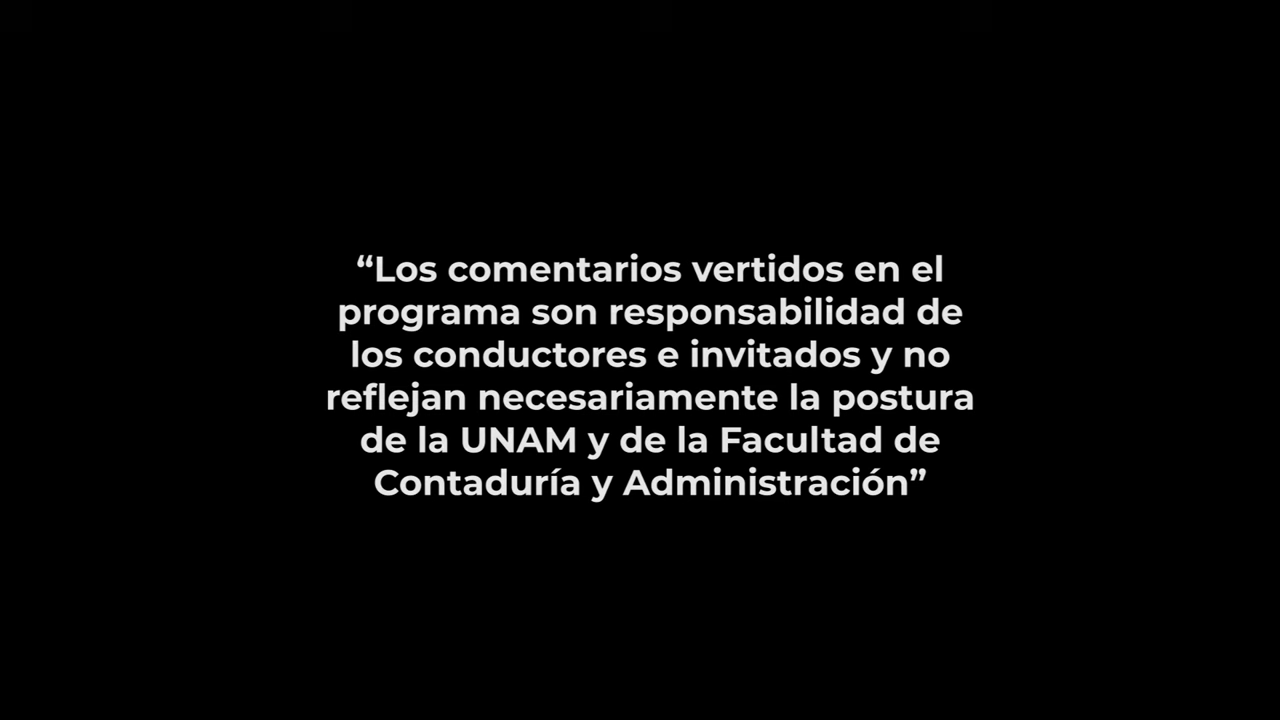 “Los comentarios vertidos en el
programa son responsabilidad de
los conductores e invitados y no
reflejan necesariamente la postura
de la UNAM y de la Facultad de
Contaduría y Administración”